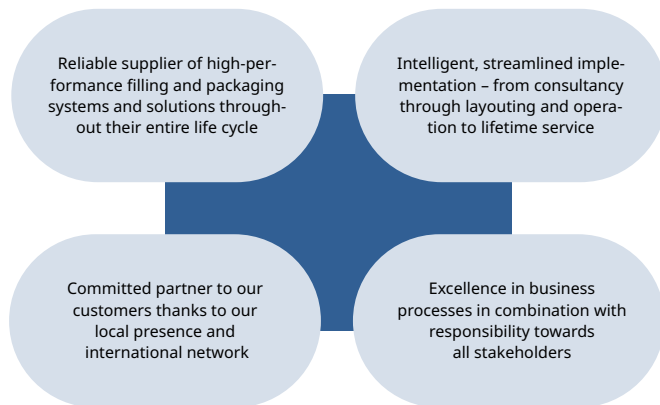 Reliable supplier of high-per-
formance filling and packaging
systems and solutions through-
out their entire life cycle
Intelligent, streamlined imple-
mentation – from consultancy
through layouting and opera-
tion to lifetime service
Committed partner to our
customers thanks to our
local presence and
international network
Excellence in business
processes in combination with
responsibility towards
all stakeholders